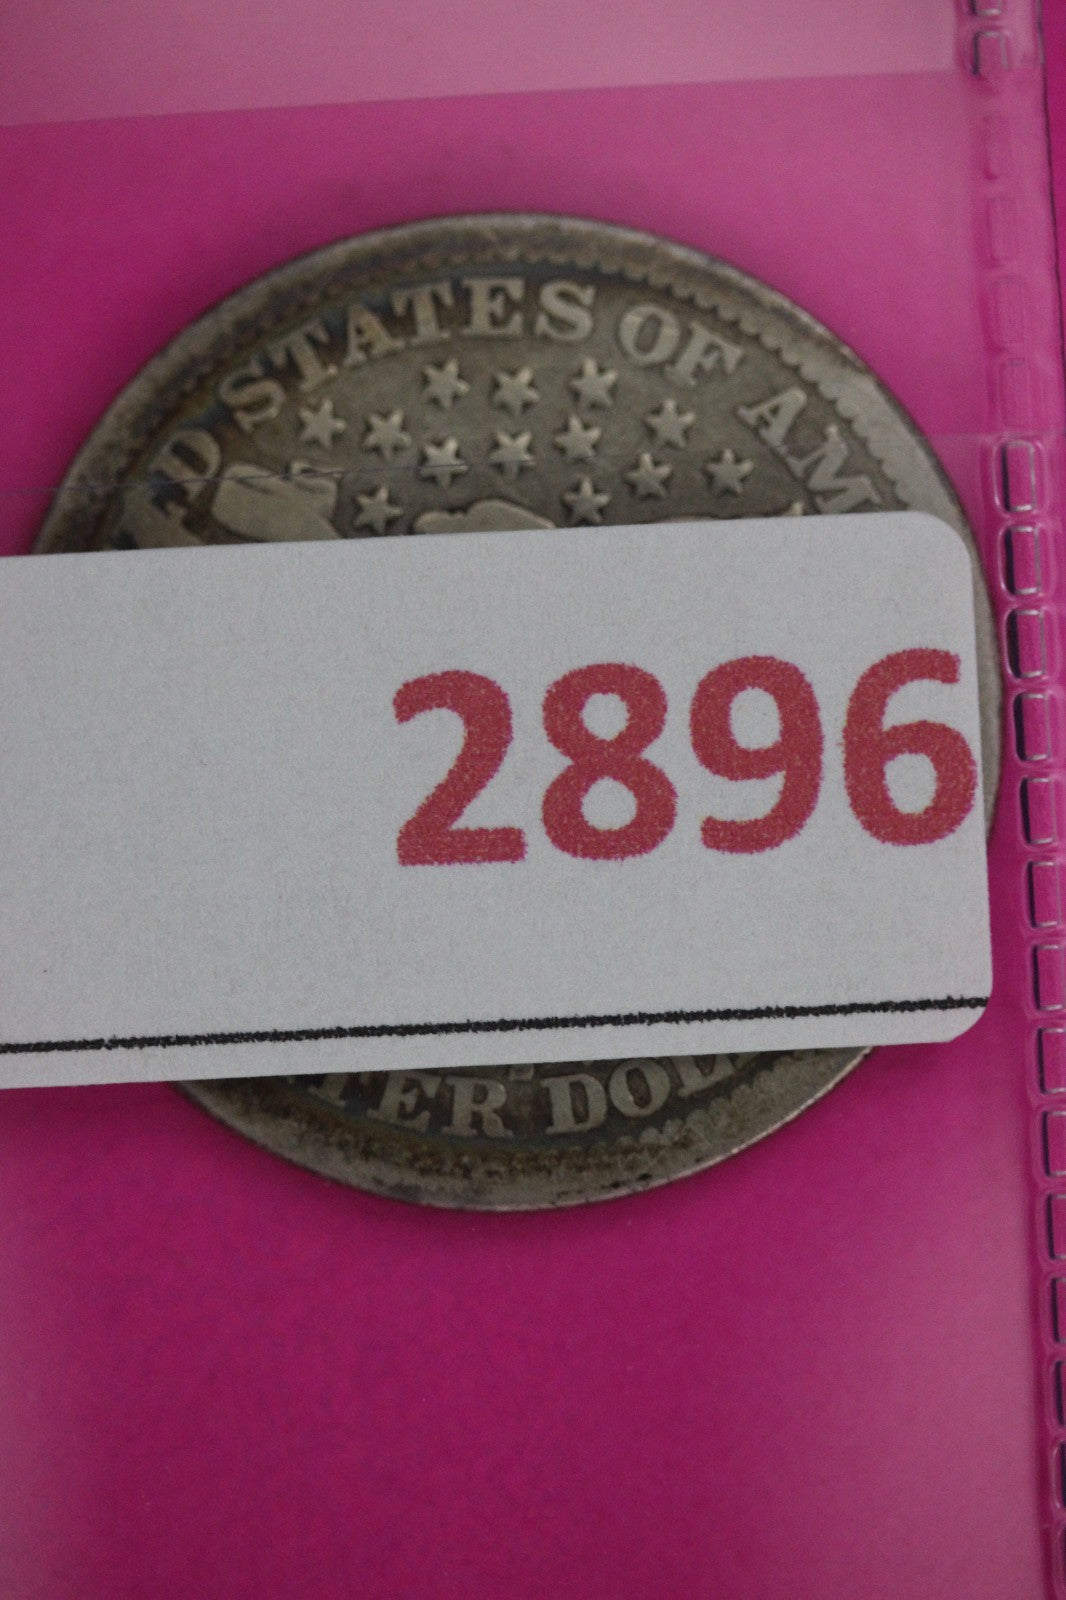 D STATES OF AM
2896
TER DOL